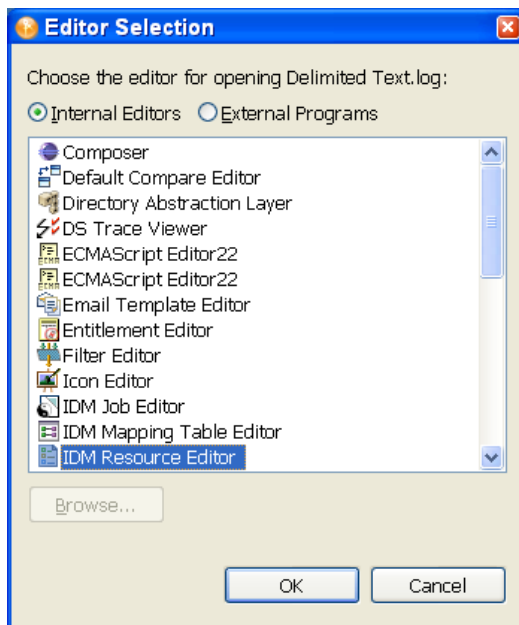 Editor Selection
Choose the editor for opening Delimited Text.log:
Internal Editors External Programs
Composer
Default Compare Editor
Directory Abstraction Layer
DS Trace Viewer
ECMAScript Editor22
ECMAScript Editor22
Email Template Editor
Entitlement Editor
Filter Editor
Icon Editor
IDM Job Editor
IDM Mapping Table Editor
IDM Resource Editor
Browse...
OK Cancel